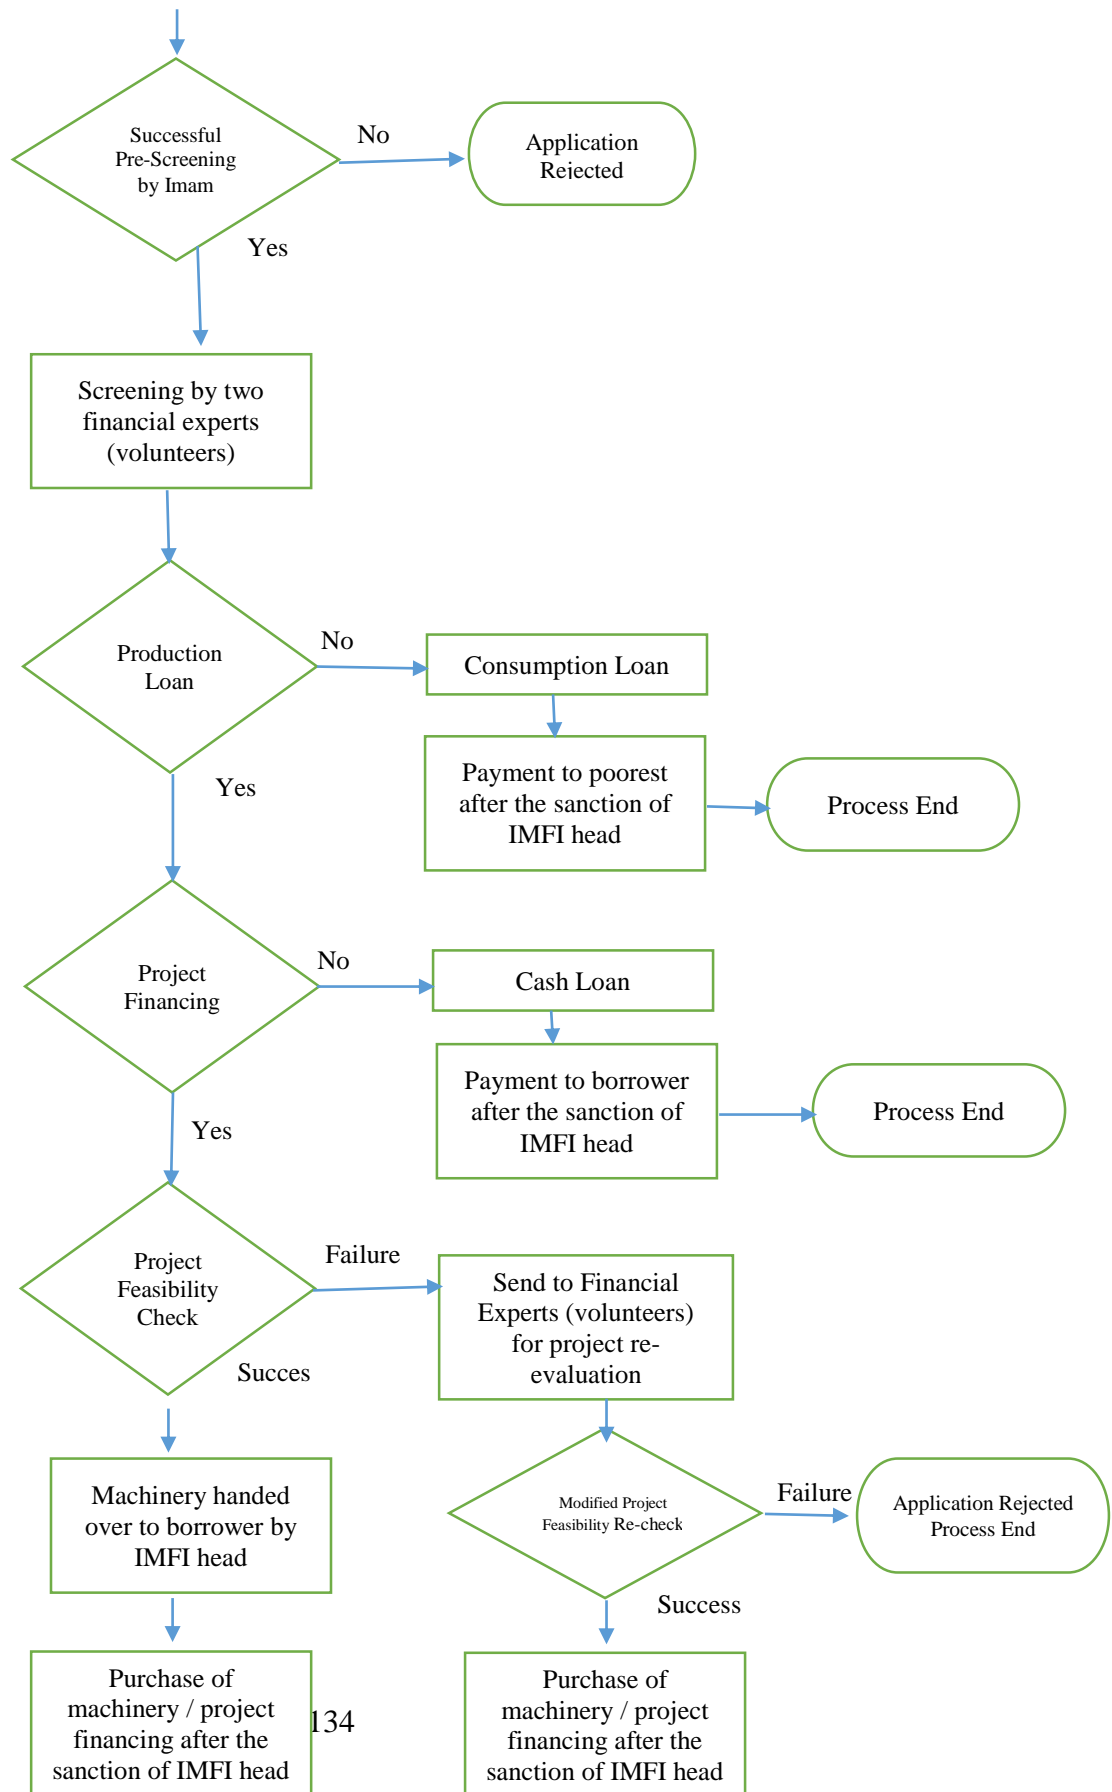 Successful
Pre-Screening
by Imam
No
Application
Rejected
Yes
Screening by two
financial experts
(volunteers)
Production
Loan
No
Consumption Loan
Yes
Payment to poorest
after the sanction of
IMFI head
Process End
Project
Financing
No
Cash Loan
Payment to borrower
after the sanction of
IMFI head
Process End
Yes
Project
Feasibility
Check
Failure
Send to Financial
Experts (volunteers)
for project re-
evaluation
Succes
Machinery handed
over to borrower by
IMFI head
Modified Project
Feasibility Re-check
Failure
Application Rejected
Process End
Success
Purchase of
machinery / project
financing after the
sanction of IMFI head
134
Purchase of
machinery / project
financing after the
sanction of IMFI head